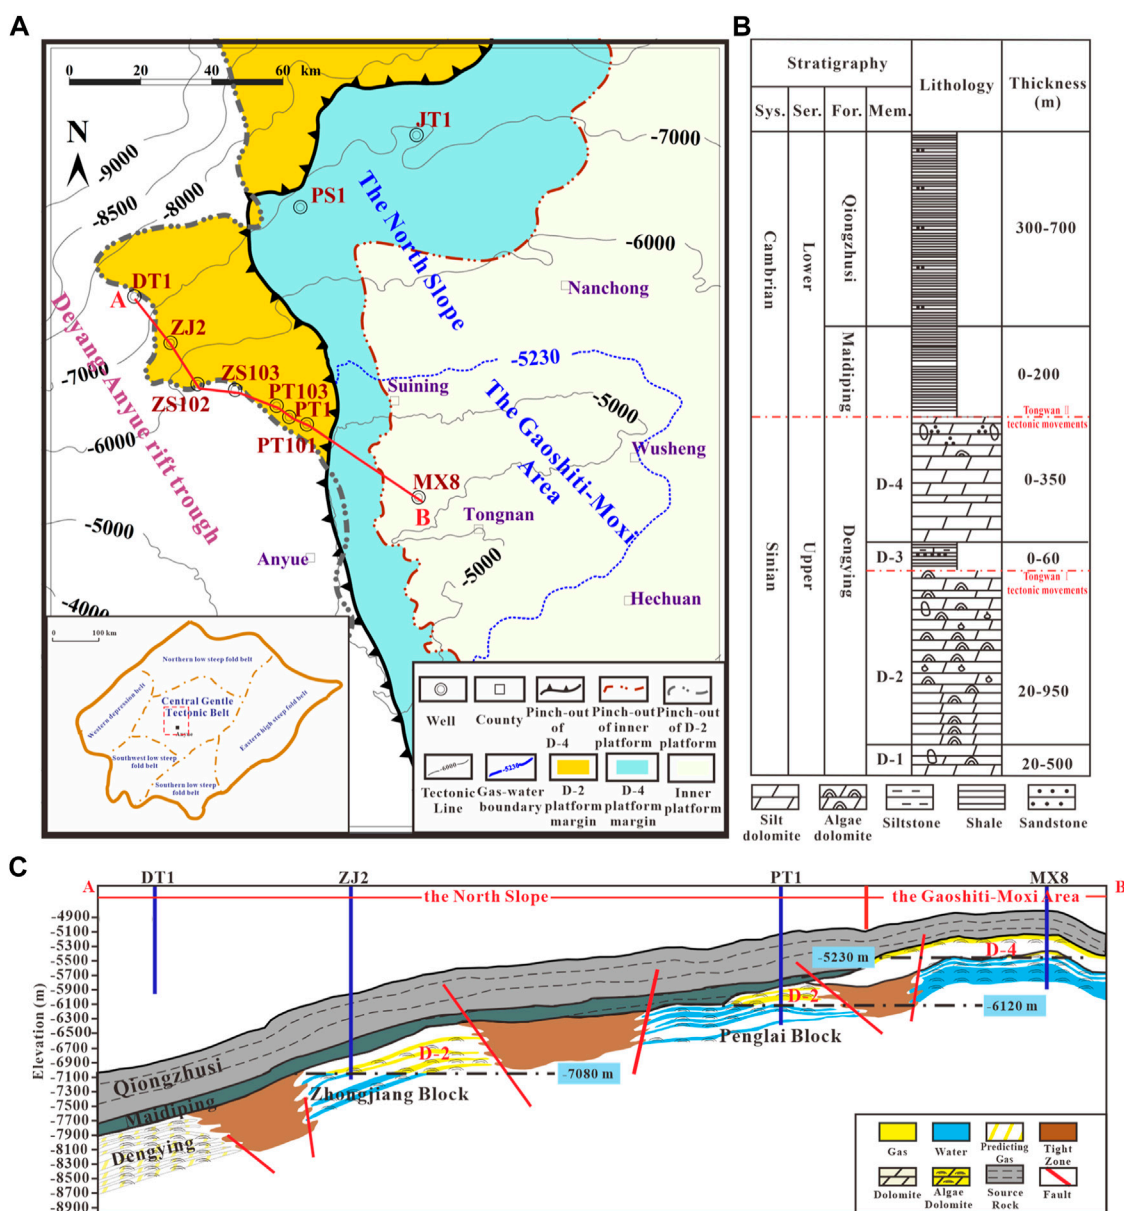 A
0 20 40 60 km
N
-9000
-8500
-8000
-7000
-7000
-6000
-6000
-5230
-5000
-5000
-5000
-4000
JT1
PS1
DT1
A
ZJ2
ZS103
ZS102
PT103
PT1
PT101
MX8
B
The North Slope
The Gaoshiti-Moxi
Area
Deyang-Anyue rift trough
Nanchong
Suining
Wusheng
Tongnan
Anyue
Hechuan
0 100 km
Northern low steep fold belt
Western depression belt
Central Gentle
Tectonic Belt
Anyue
Eastern high steep fold belt
Southwest low steep
fold belt
Southern low steep
fold belt
Well
County
Pinch-out
of
D-4
Pinch-out
of inner
platform
Pinch-out
of D-2
platform
-6000
Tectonic
Line
-5230
Gas-water
boundary
D-2
platform
margin
D-4
platform
margin
Inner
platform
B
Stratigraphy
Lithology
Thickness
(m)
Sys. Ser. For. Mem.
Cambrian
Lower
Qiongzhusi
300-700
Maidiping
0-200
Tongwan Ⅱ
tectonic movements
Sinian
Upper
Dengying
D-4
0-350
D-3
0-60
Tongwan Ⅰ
tectonic movements
D-2
20-950
D-1
20-500
Silt
dolomite
Algae
dolomite
Siltstone
Shale
Sandstone
C
A
DT1
ZJ2
PT1
MX8
B
the North Slope
the Gaoshiti-Moxi Area
Elevation (m)
-4900
-5100
-5300
-5500
-5700
-5900
-6100
-6300
-6500
-6700
-6900
-7100
-7300
-7500
-7700
-7900
-8100
-8300
-8500
-8700
-8900
-5230 m
D-4
D-2
-6120 m
Penglai Block
D-2
-7080 m
Zhongjiang Block
Qiongzhusi
Maidiping
Dengying
Gas
Water
Predicting
Gas
Tight
Zone
Dolomite
Algae
Dolomite
Source
Rock
Fault